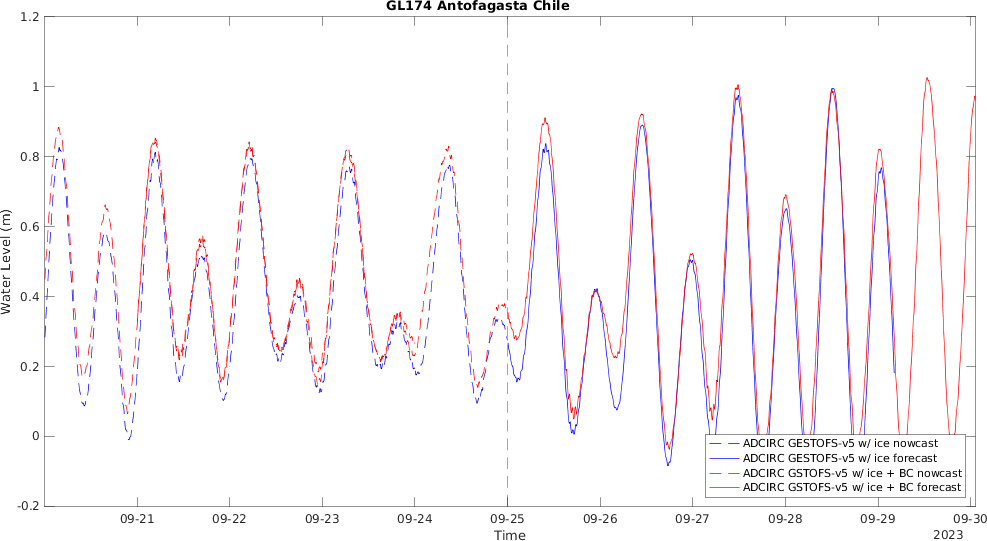 GL174 Antofagasta Chile
1.2
1
0.8
0.6
0.4
0.2
0
-0.2
Water Level (m)
ADCIRC GESTOFS-v5 w/ ice nowcast
ADCIRC GESTOFS-v5 w/ ice forecast
ADCIRC GSTOFS-v5 w/ ice + BC nowcast
ADCIRC GSTOFS-v5 w/ ice + BC forecast
09-21 09-22 09-23 09-24 09-25 09-26 09-27 09-28 09-29 09-30
Time
2023